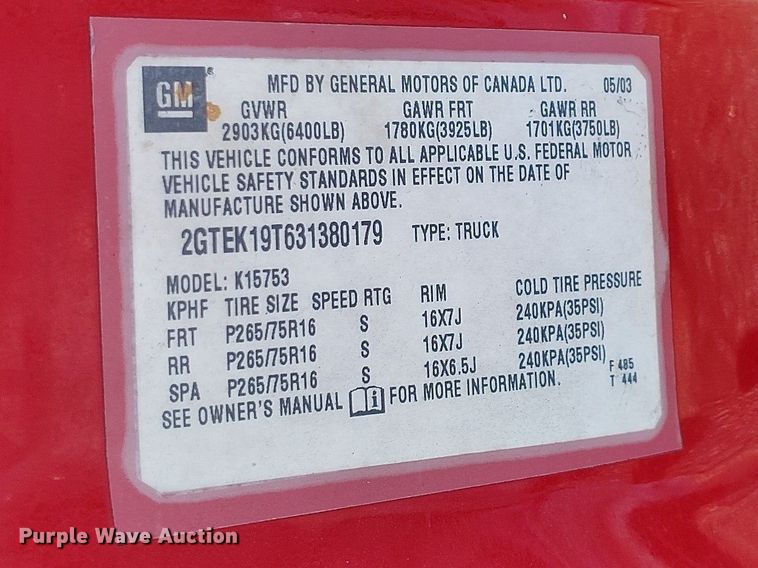 GM
MFD BY GENERAL MOTORS OF CANADA LTD. 05/03
GVWR GAWR FRT GAWR RR
2903KG(6400LB) 1780KG(3925LB) 1701KG(3750LB)
THIS VEHICLE CONFORMS TO ALL APPLICABLE U.S. FEDERAL MOTOR
VEHICLE SAFETY STANDARDS IN EFFECT ON THE DATE OF
MANUFACTURE SHOWN ABOVE.
2GTEK19T631380179 TYPE: TRUCK
MODEL: K15753
KPHF TIRE SIZE SPEED RTG RIM COLD TIRE PRESSURE
FRT P265/75R16 S 16X7J 240KPA(35PSI)
RR P265/75R16 S 16X7J 240KPA(35PSI)
SPA P265/75R16 S 16X6.5J 240KPA(35PSI)
SEE OWNER'S MANUAL i FOR MORE INFORMATION.
F 485
T 444
Purple Wave Auction